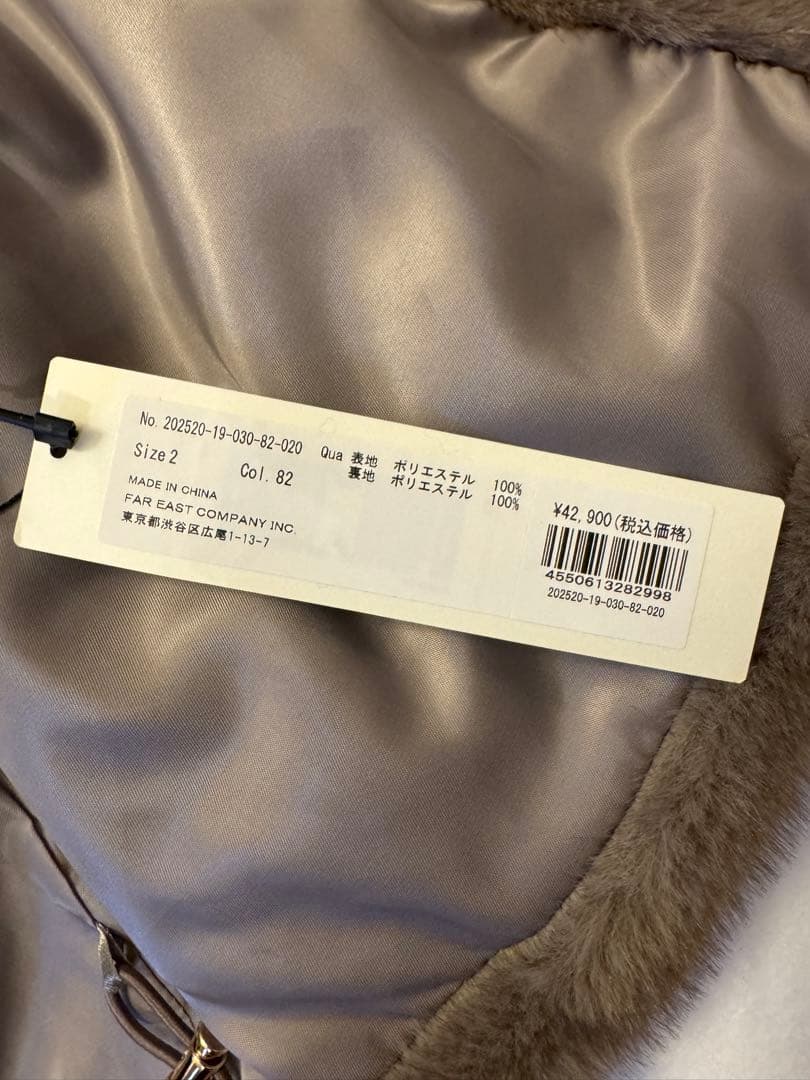 No. 202520-19-030-82-020
Size 2
Col. 82
MADE IN CHINA
FAR EAST COMPANY INC.
東京都渋谷区広尾1-13-7
Qua 表地 ポリエステル 100%
裏地 ポリエステル 100%
¥42,900(税込価格)
4550613282998
202520-19-030-82-020